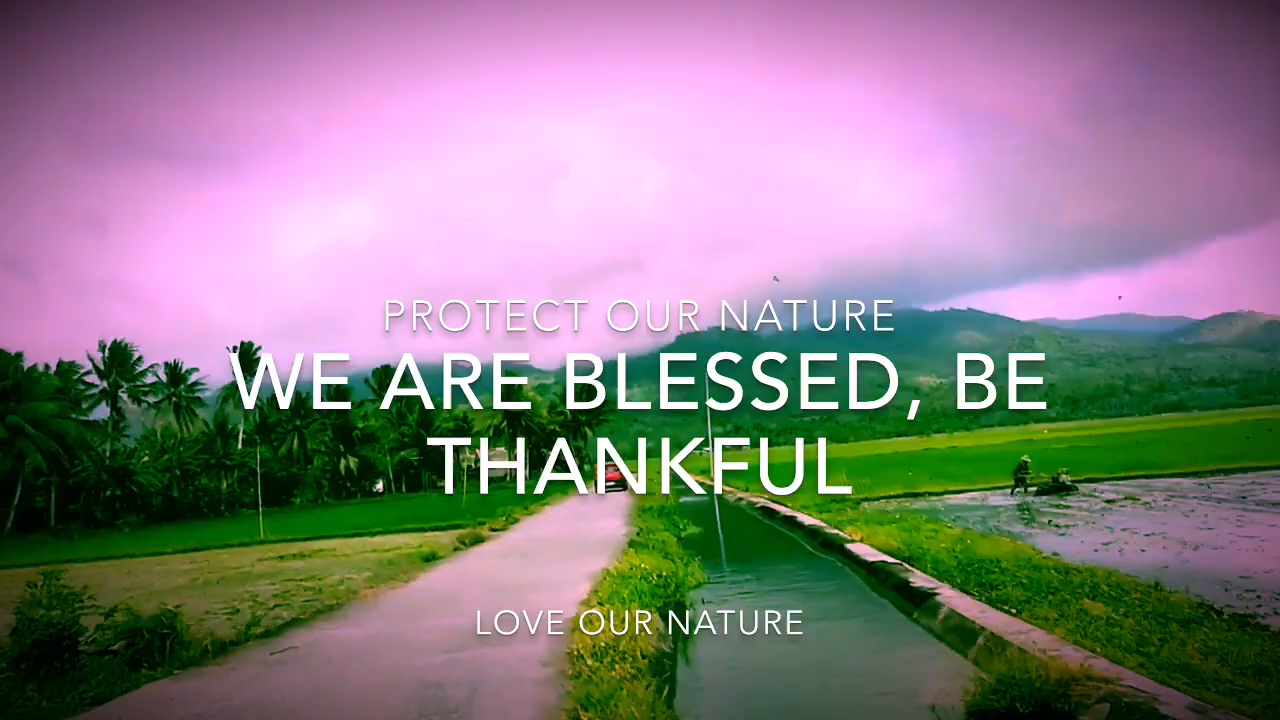 PROTECT OUR NATURE
WE ARE BLESSED, BE
THANKFUL
LOVE OUR NATURE